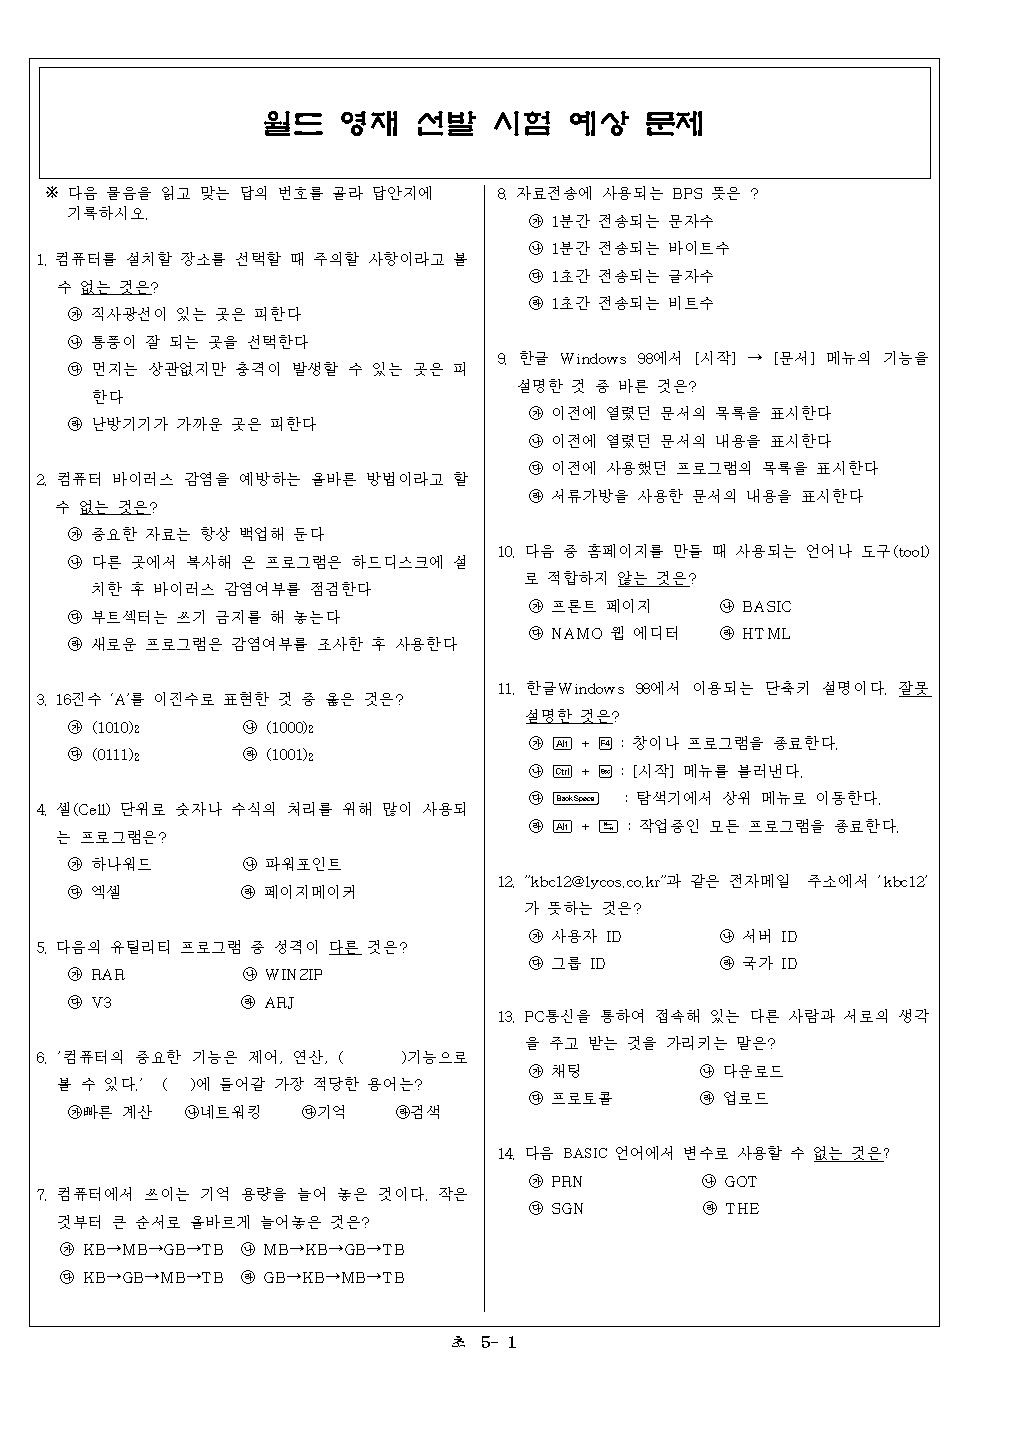 월드 영재 선발 시험 예상 문제
※ 다음 물음을 읽고 맞는 답의 번호를 골라 답안지에
기록하시오.
1. 컴퓨터를 설치할 장소를 선택할 때 주의할 사항이라고 볼
수 없는 것은?
㉮ 직사광선이 있는 곳은 피한다
㉯ 통풍이 잘 되는 곳을 선택한다
㉰ 먼지는 상관없지만 충격이 발생할 수 있는 곳은 피
한다
㉱ 난방기기가 가까운 곳은 피한다
2. 컴퓨터 바이러스 감염을 예방하는 올바른 방법이라고 할
수 없는 것은?
㉮ 중요한 자료는 항상 백업해 둔다
㉯ 다른 곳에서 복사해 온 프로그램은 하드디스크에 설
치한 후 바이러스 감염여부를 점검한다
㉰ 부트섹터는 쓰기 금지를 해 놓는다
㉱ 새로운 프로그램은 감염여부를 조사한 후 사용한다
3. 16진수 ‘A’를 이진수로 표현한 것 중 옳은 것은?
㉮ (1010)₂ ㉯ (1000)₂
㉰ (0111)₂ ㉱ (1001)₂
4. 셀(Cell) 단위로 숫자나 수식의 처리를 위해 많이 사용되
는 프로그램은?
㉮ 하나워드 ㉯ 파워포인트
㉰ 엑셀 ㉱ 페이지메이커
5. 다음의 유틸리티 프로그램 중 성격이 다른 것은?
㉮ RAR ㉯ WINZIP
㉰ V3 ㉱ ARJ
6. ’컴퓨터의 중요한 기능은 제어, 연산, ( )기능으로
볼 수 있다.’ ( )에 들어갈 가장 적당한 용어는?
㉮빠른 계산 ㉯네트워킹 ㉰기억 ㉱검색
7. 컴퓨터에서 쓰이는 기억 용량을 늘어 놓은 것이다. 작은
것부터 큰 순서로 올바르게 늘어놓은 것은?
㉮ KB→MB→GB→TB ㉯ MB→KB→GB→TB
㉰ KB→GB→MB→TB ㉱ GB→KB→MB→TB
8. 자료전송에 사용되는 BPS 뜻은 ?
㉮ 1분간 전송되는 문자수
㉯ 1분간 전송되는 바이트수
㉰ 1초간 전송되는 글자수
㉱ 1초간 전송되는 비트수
9. 한글 Windows 98에서 [시작] → [문서] 메뉴의 기능을
설명한 것 중 바른 것은?
㉮ 이전에 열렸던 문서의 목록을 표시한다
㉯ 이전에 열렸던 문서의 내용을 표시한다
㉰ 이전에 사용했던 프로그램의 목록을 표시한다
㉱ 서류가방을 사용한 문서의 내용을 표시한다
10. 다음 중 홈페이지를 만들 때 사용되는 언어나 도구(tool)
로 적합하지 않는 것은?
㉮ 프론트 페이지 ㉯ BASIC
㉰ NAMO 웹 에디터 ㉱ HTML
11. 한글Windows 98에서 이용되는 단축키 설명이다. 잘못
설명한 것은?
㉮ Alt + F4 : 창이나 프로그램을 종료한다.
㉯ Ctrl + Esc : [시작] 메뉴를 불러낸다.
㉰ Back Space : 탐색기에서 상위 메뉴로 이동한다.
㉱ Alt + ↹ : 작업중인 모든 프로그램을 종료한다.
12. ”kbc12@lycos.co.kr”과 같은 전자메일 주소에서 ’kbc12’
가 뜻하는 것은?
㉮ 사용자 ID ㉯ 서버 ID
㉰ 그룹 ID ㉱ 국가 ID
13. PC통신을 통하여 접속해 있는 다른 사람과 서로의 생각
을 주고 받는 것을 가리키는 말은?
㉮ 채팅 ㉯ 다운로드
㉰ 프로토콜 ㉱ 업로드
14. 다음 BASIC 언어에서 변수로 사용할 수 없는 것은?
㉮ PRN ㉯ GOT
㉰ SGN ㉱ THE
초 5- 1